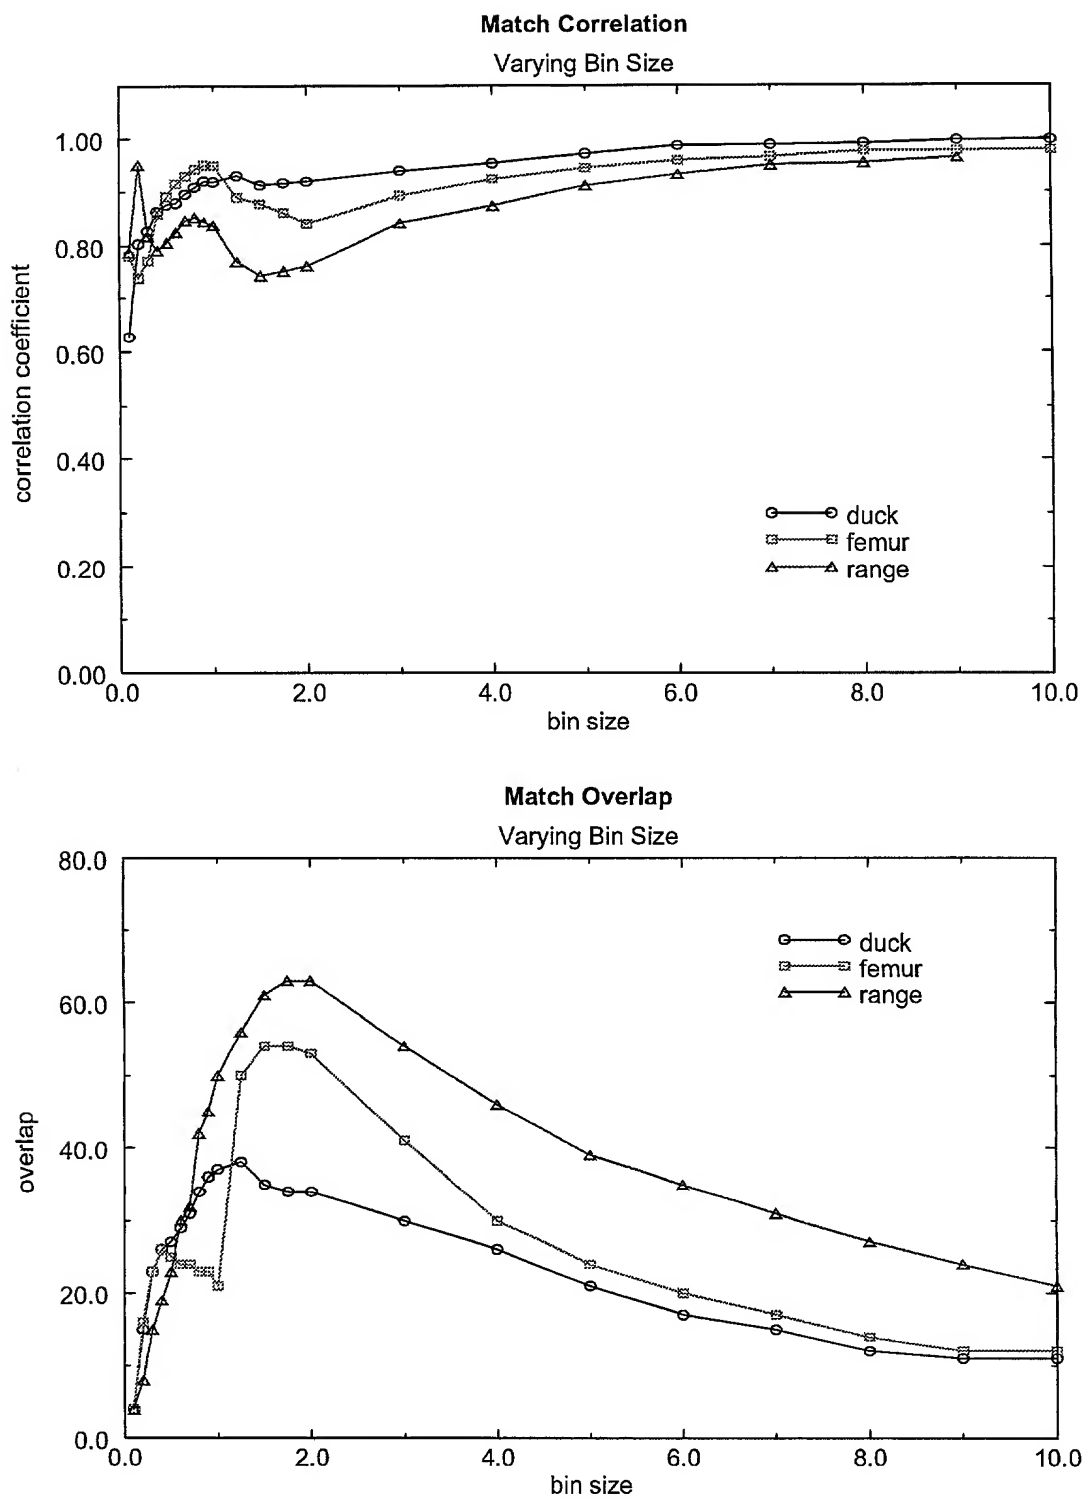 Match Correlation
Varying Bin Size
1.00
0.80
0.60
0.40
0.20
0.00
correlation coefficient
duck
femur
range
0.0 2.0 4.0 6.0 8.0 10.0
bin size
Match Overlap
Varying Bin Size
80.0
60.0
40.0
20.0
0.0
overlap
duck
femur
range
0.0 2.0 4.0 6.0 8.0 10.0
bin size